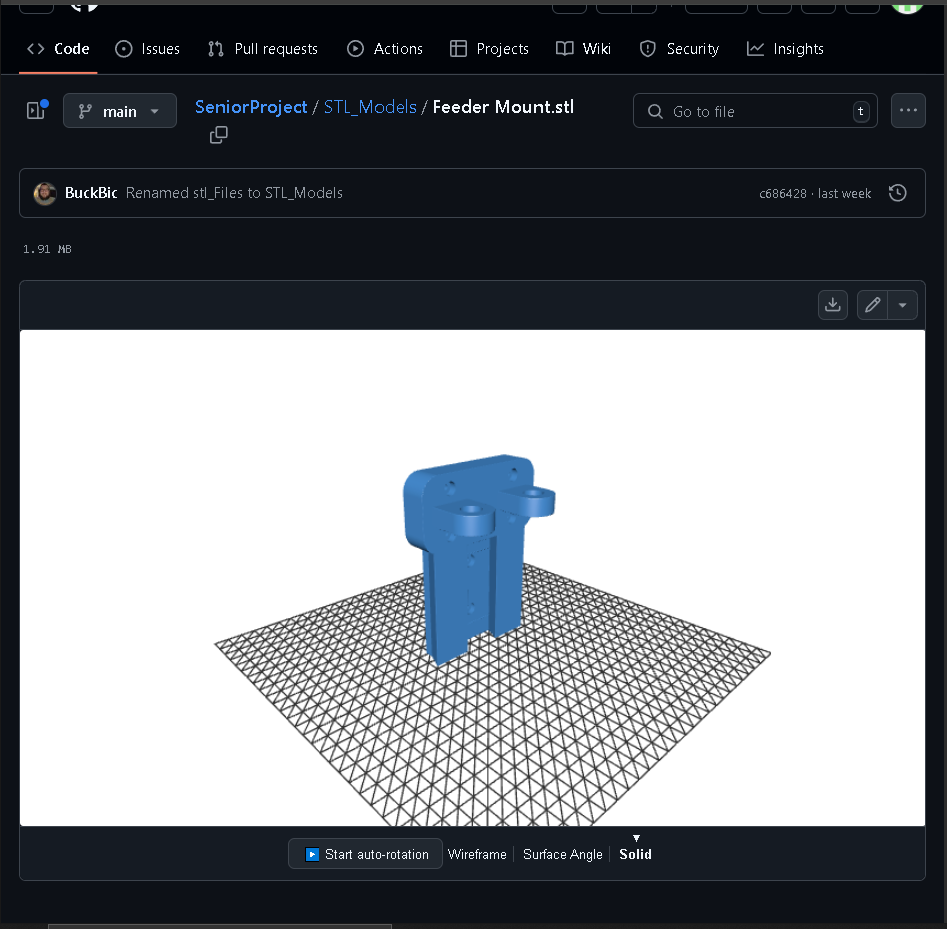 Code Issues Pull requests Actions Projects Wiki Security Insights
main SeniorProject / STL_Models / Feeder Mount.stl Go to file t
BuckBic Renamed stl_Files to STL_Models c686428 · last week
1.91 MB
Start auto-rotation Wireframe Surface Angle Solid